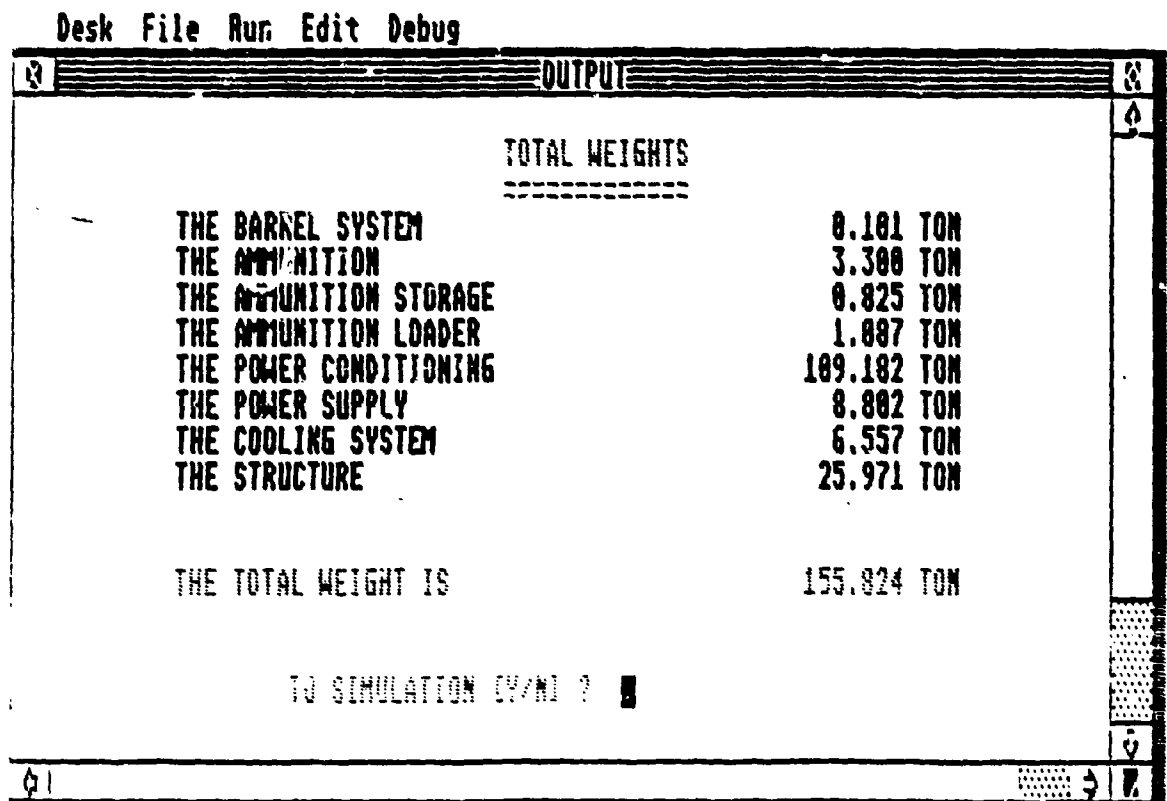 Desk File Run Edit Debug
OUTPUT
TOTAL WEIGHTS
=============
THE BARREL SYSTEM 0.101 TON
THE AMMUNITION 3.300 TON
THE AMMUNITION STORAGE 0.825 TON
THE AMMUNITION LOADER 1.087 TON
THE POWER CONDITIONING 109.182 TON
THE POWER SUPPLY 8.802 TON
THE COOLING SYSTEM 6.557 TON
THE STRUCTURE 25.971 TON
THE TOTAL WEIGHT IS 155.824 TON
TO SIMULATION [Y/N] ?